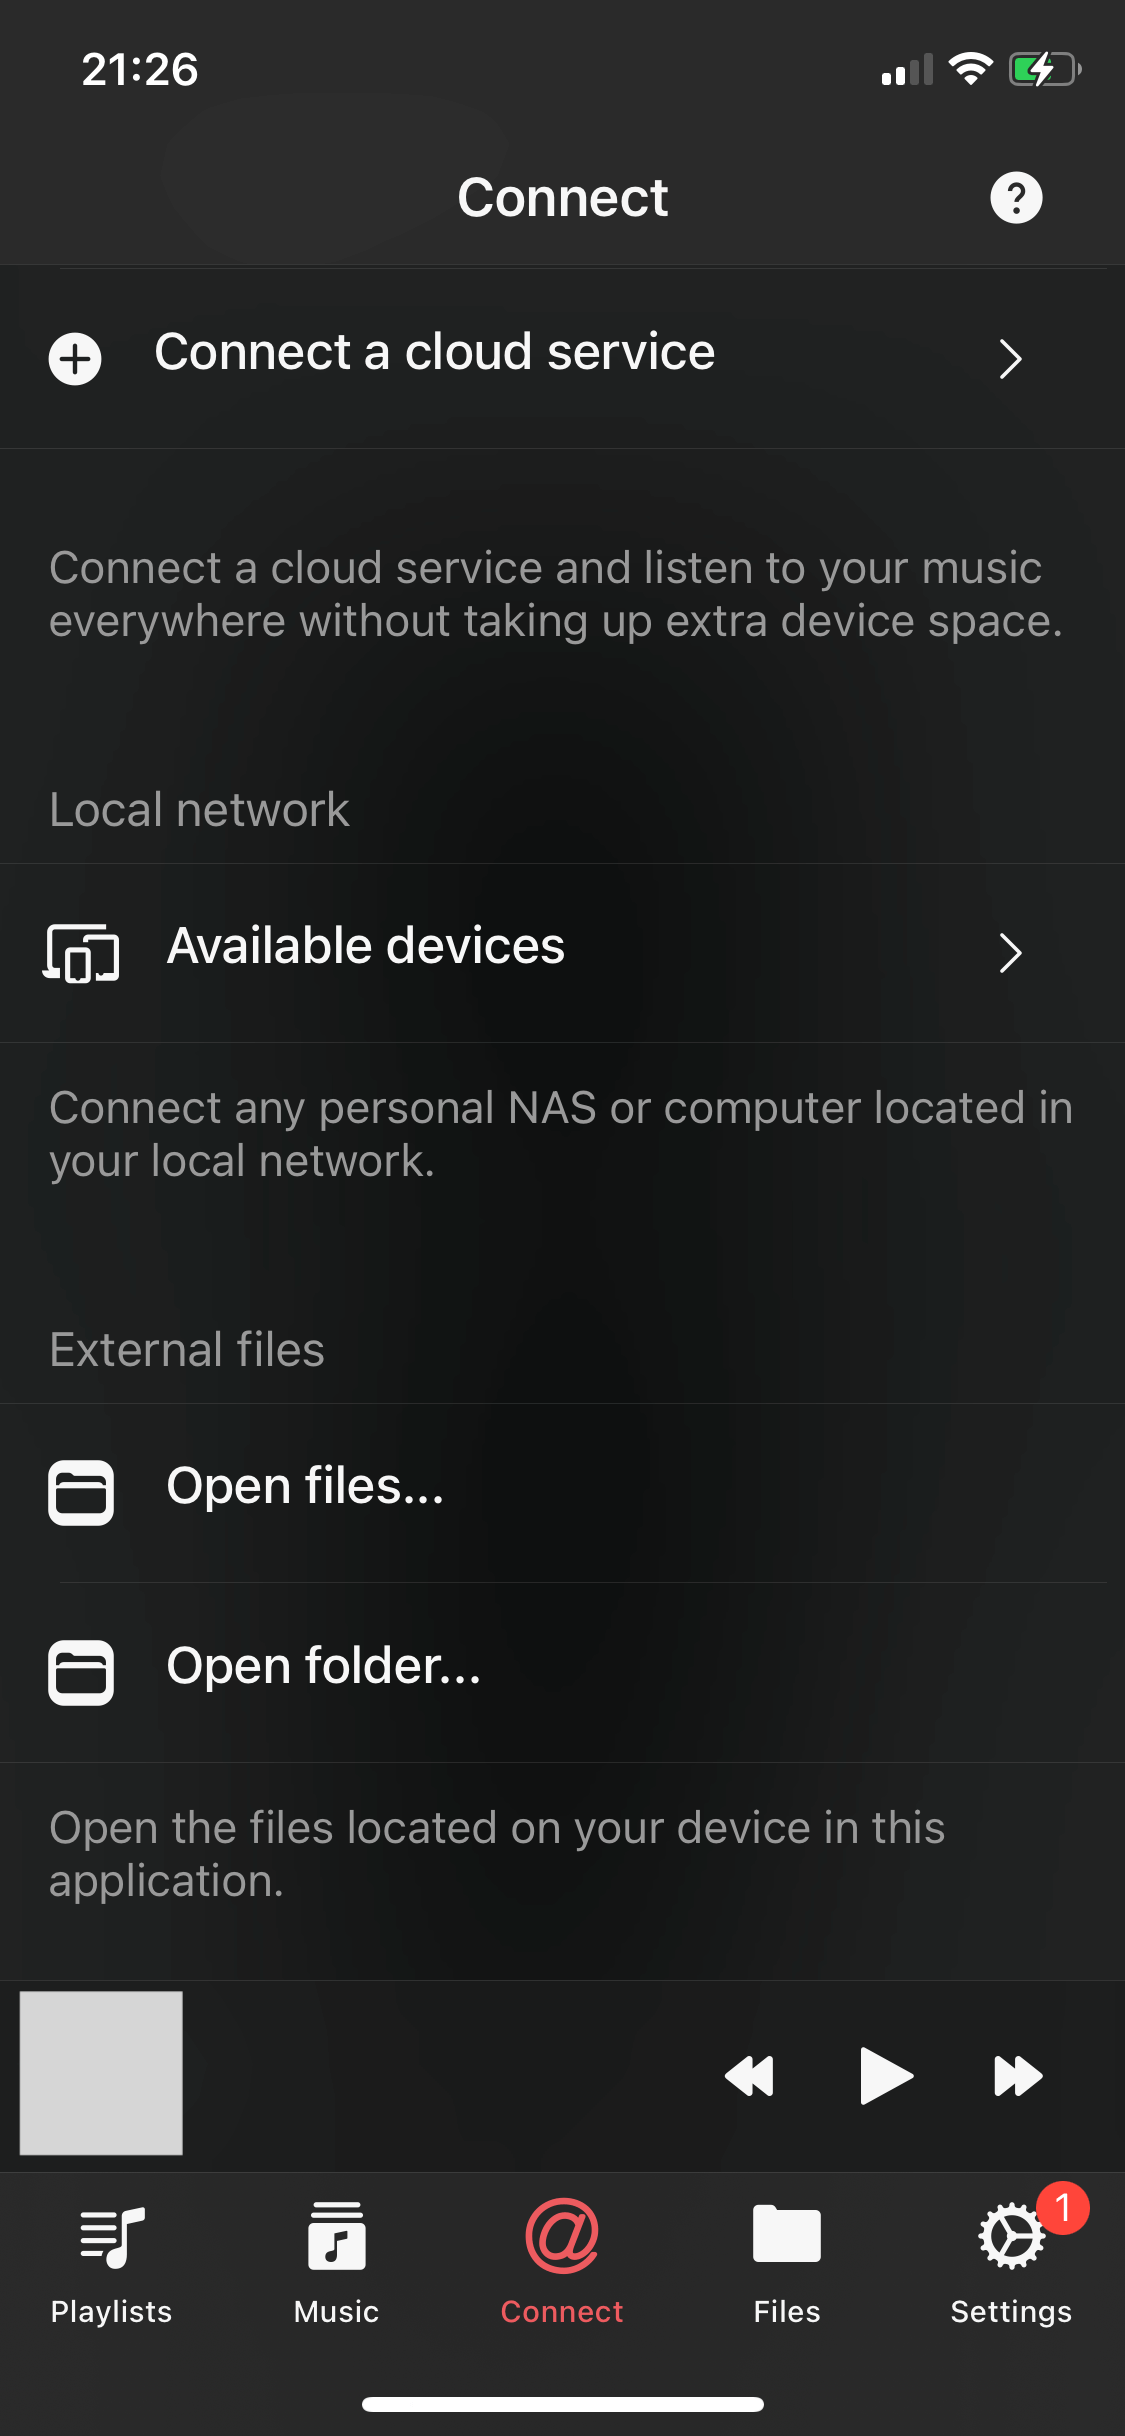 21:26
Connect
Connect a cloud service
Connect a cloud service and listen to your music
everywhere without taking up extra device space.
Local network
Available devices
Connect any personal NAS or computer located in
your local network.
External files
Open files...
Open folder...
Open the files located on your device in this
application.
1
Playlists
Music
Connect
Files
Settings